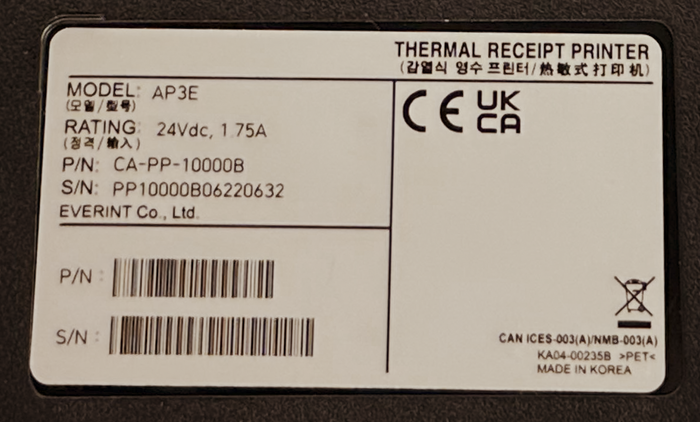 THERMAL RECEIPT PRINTER
(감열식 영수 프린터/热敏式打印机)
MODEL: AP3E
(모델/型号)
RATING: 24Vdc, 1.75A
(정격/输入)
P/N: CA-PP-10000B
S/N: PP10000B06220632
EVERINT Co., Ltd.
P/N :
S/N :
CE UK
CA
CAN ICES-003(A)/NMB-003(A)
KA04-00235B >PET<
MADE IN KOREA